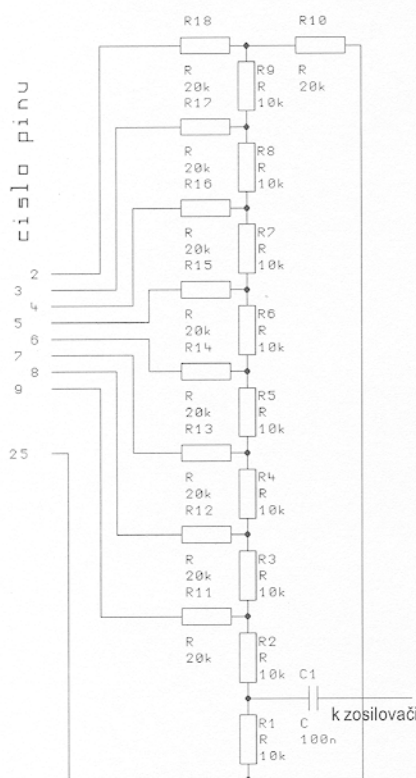 R18
R10
R
20k
R9
R
10k
R
20k
R17
cislo pinu
R
20k
R8
R
10k
R16
R
20k
R7
R
10k
R15
2
3
4
5
6
7
8
9
R
20k
R6
R
10k
R14
R
20k
R5
R
10k
R13
25
R
20k
R4
R
10k
R12
R
20k
R3
R
10k
R11
R
20k
R2
R
10k
C1
k zosilovači
R1
R
10k
C
100n